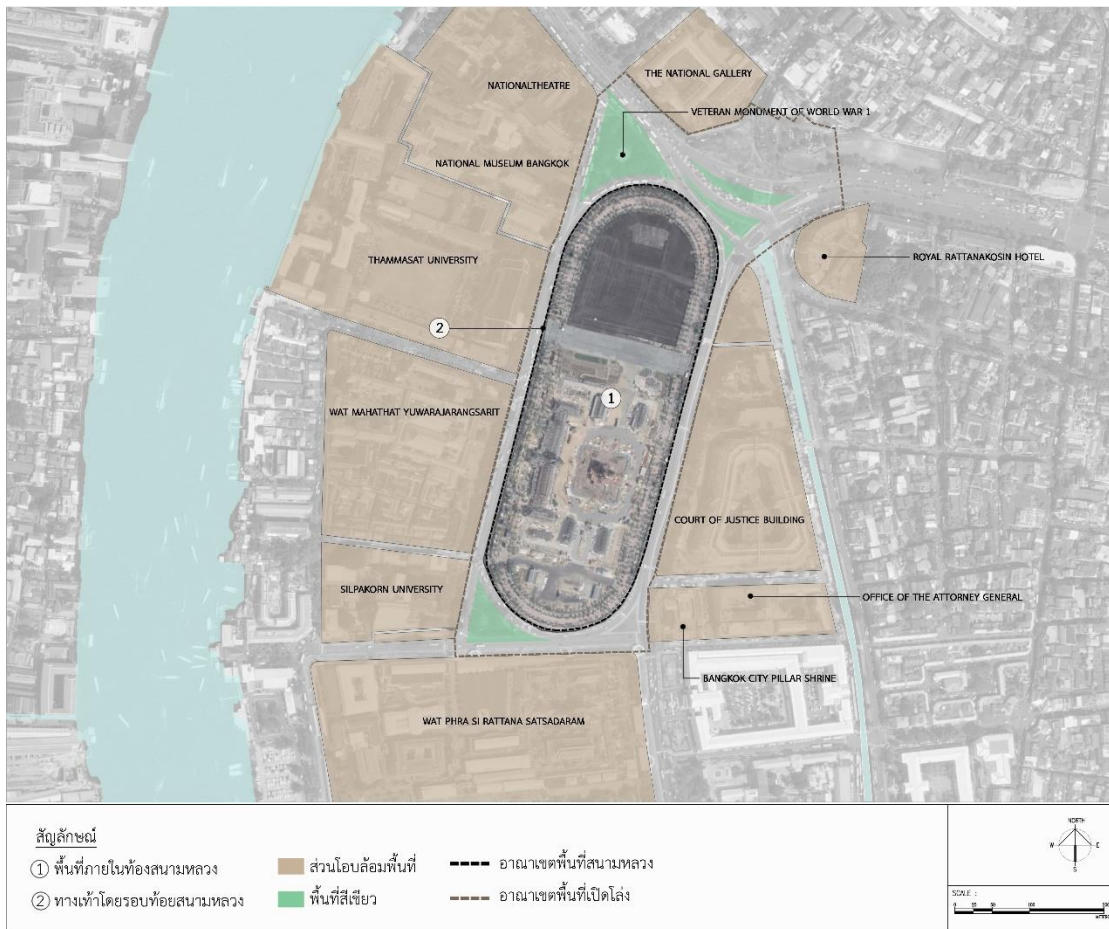 THE NATIONAL GALLERY
NATIONALTHEATRE
VETERAN MONUMENT OF WORLD WAR 1
NATIONAL MUSEUM BANGKOK
THAMMASAT UNIVERSITY
ROYAL RATTANAKOSIN HOTEL
2
1
WAT MAHATHAT YUWARAJARANGSARIT
COURT OF JUSTICE BUILDING
SILPAKORN UNIVERSITY
OFFICE OF THE ATTORNEY GENERAL
BANGKOK CITY PILLAR SHRINE
WAT PHRA SI RATTANA SATSADARAM
สัญลักษณ์
1 พื้นที่ภายในท้องสนามหลวง
2 ทางเท้าโดยรอบท้อยสนามหลวง
ส่วนโอบล้อมพื้นที่
พื้นที่สีเขียว
อาณาเขตพื้นที่สนามหลวง
อาณาเขตพื้นที่เปิดโล่ง
NORTH
W E
S
SCALE :
0 25 50 100 200